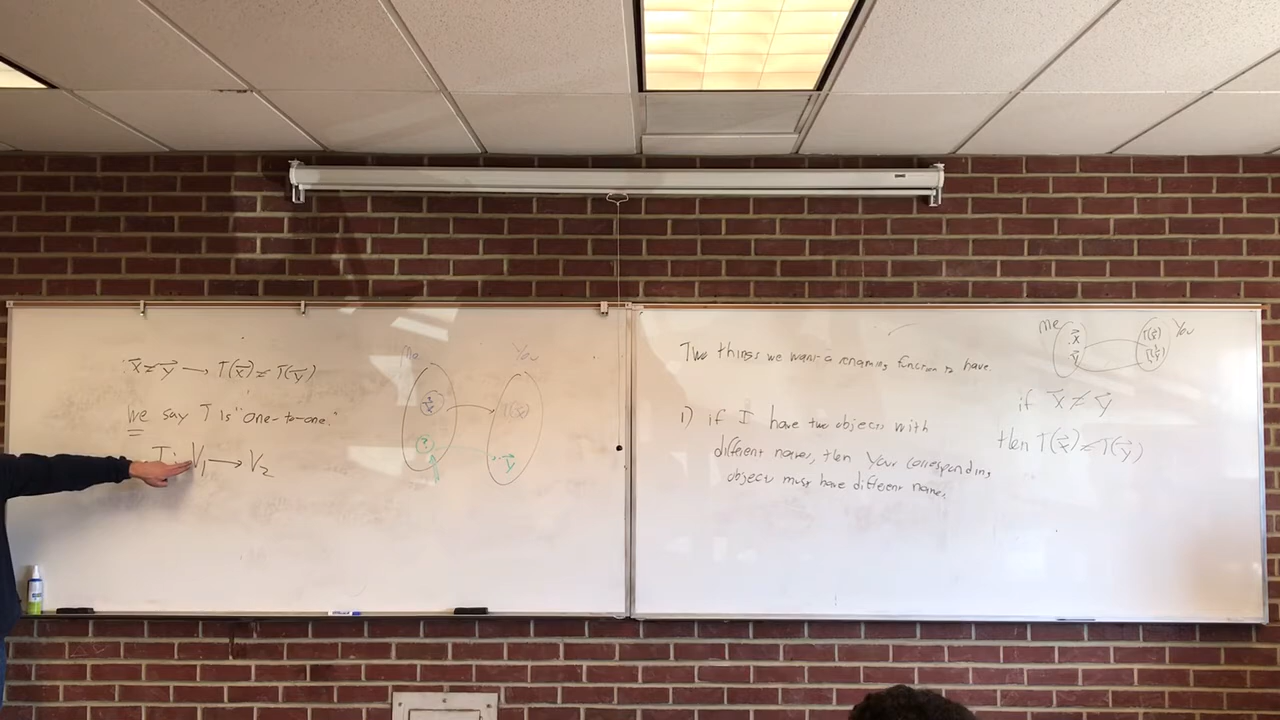 x⃗ ≠ y⃗ → T(x⃗) ≠ T(y⃗)
We say T is "one-to-one."
T: V₁ → V₂
Me
You
x⃗
T(x⃗)
?
y⃗
Two things we want a renaming function to have.
1) if I have two objects with
different names, then your corresponding
objects must have different names.
Me
You
x⃗
T(x⃗)
y⃗
T(y⃗)
if x⃗ ≠ y⃗
then T(x⃗) ≠ T(y⃗)